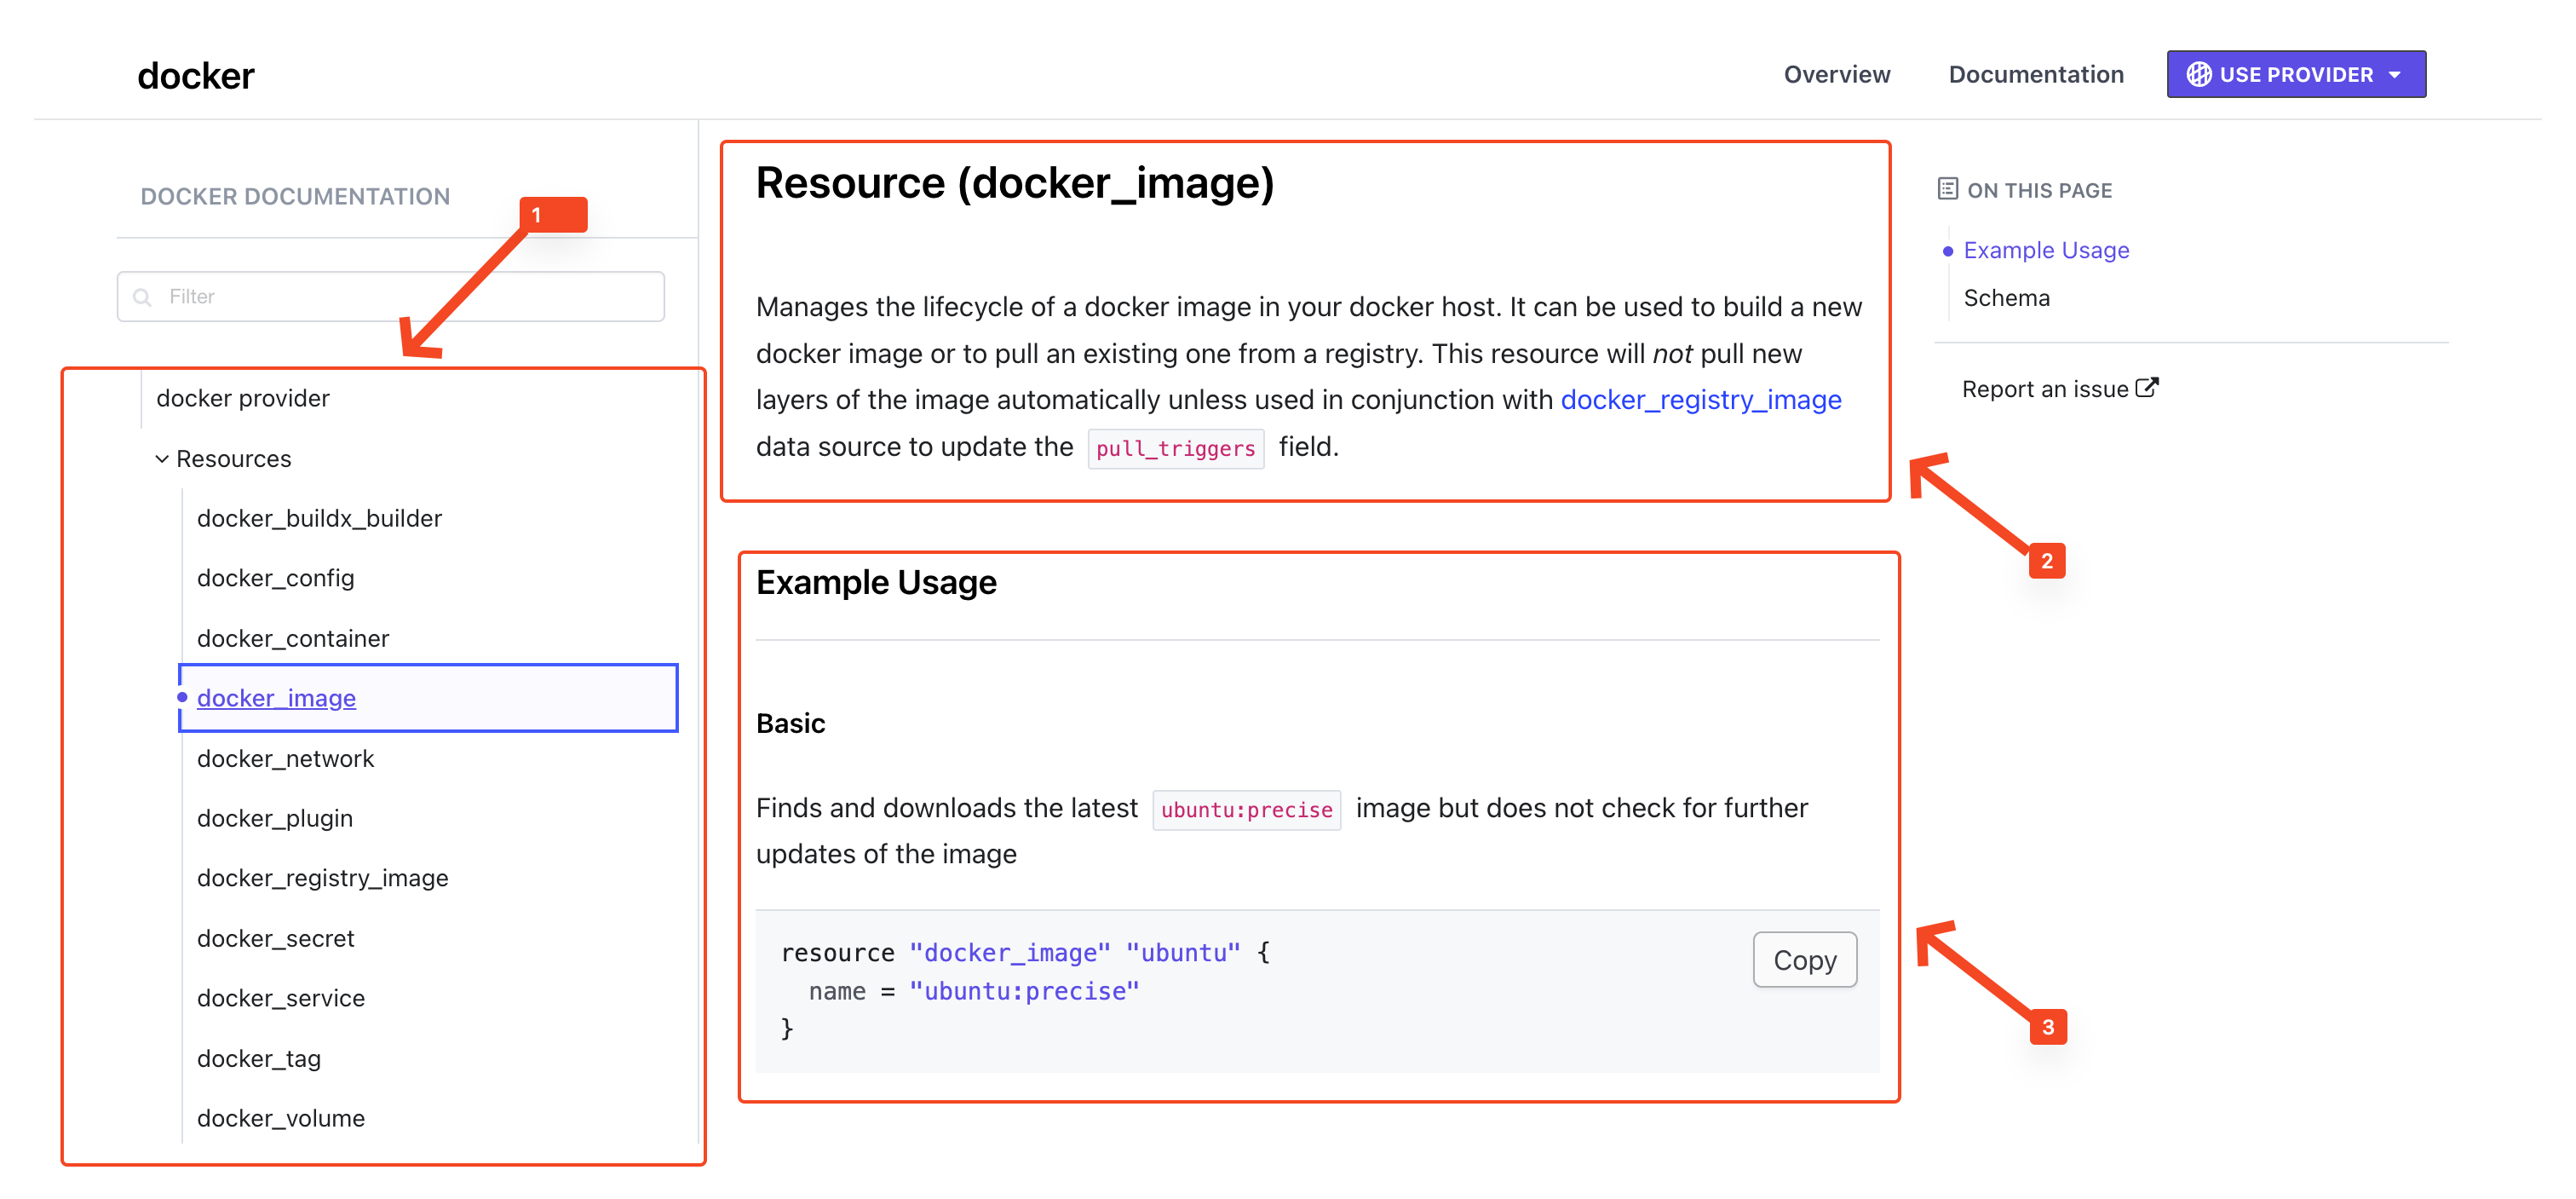 docker
Overview
Documentation
USE PROVIDER
DOCKER DOCUMENTATION
1
Filter
docker provider
Resources
docker_buildx_builder
docker_config
docker_container
docker_image
docker_network
docker_plugin
docker_registry_image
docker_secret
docker_service
docker_tag
docker_volume
Resource (docker_image)
Manages the lifecycle of a docker image in your docker host. It can be used to build a new
docker image or to pull an existing one from a registry. This resource will not pull new
layers of the image automatically unless used in conjunction with docker_registry_image
data source to update the pull_triggers field.
2
Example Usage
Basic
Finds and downloads the latest ubuntu:precise image but does not check for further
updates of the image
resource "docker_image" "ubuntu" {
  name = "ubuntu:precise"
}
Copy
3
ON THIS PAGE
Example Usage
Schema
Report an issue